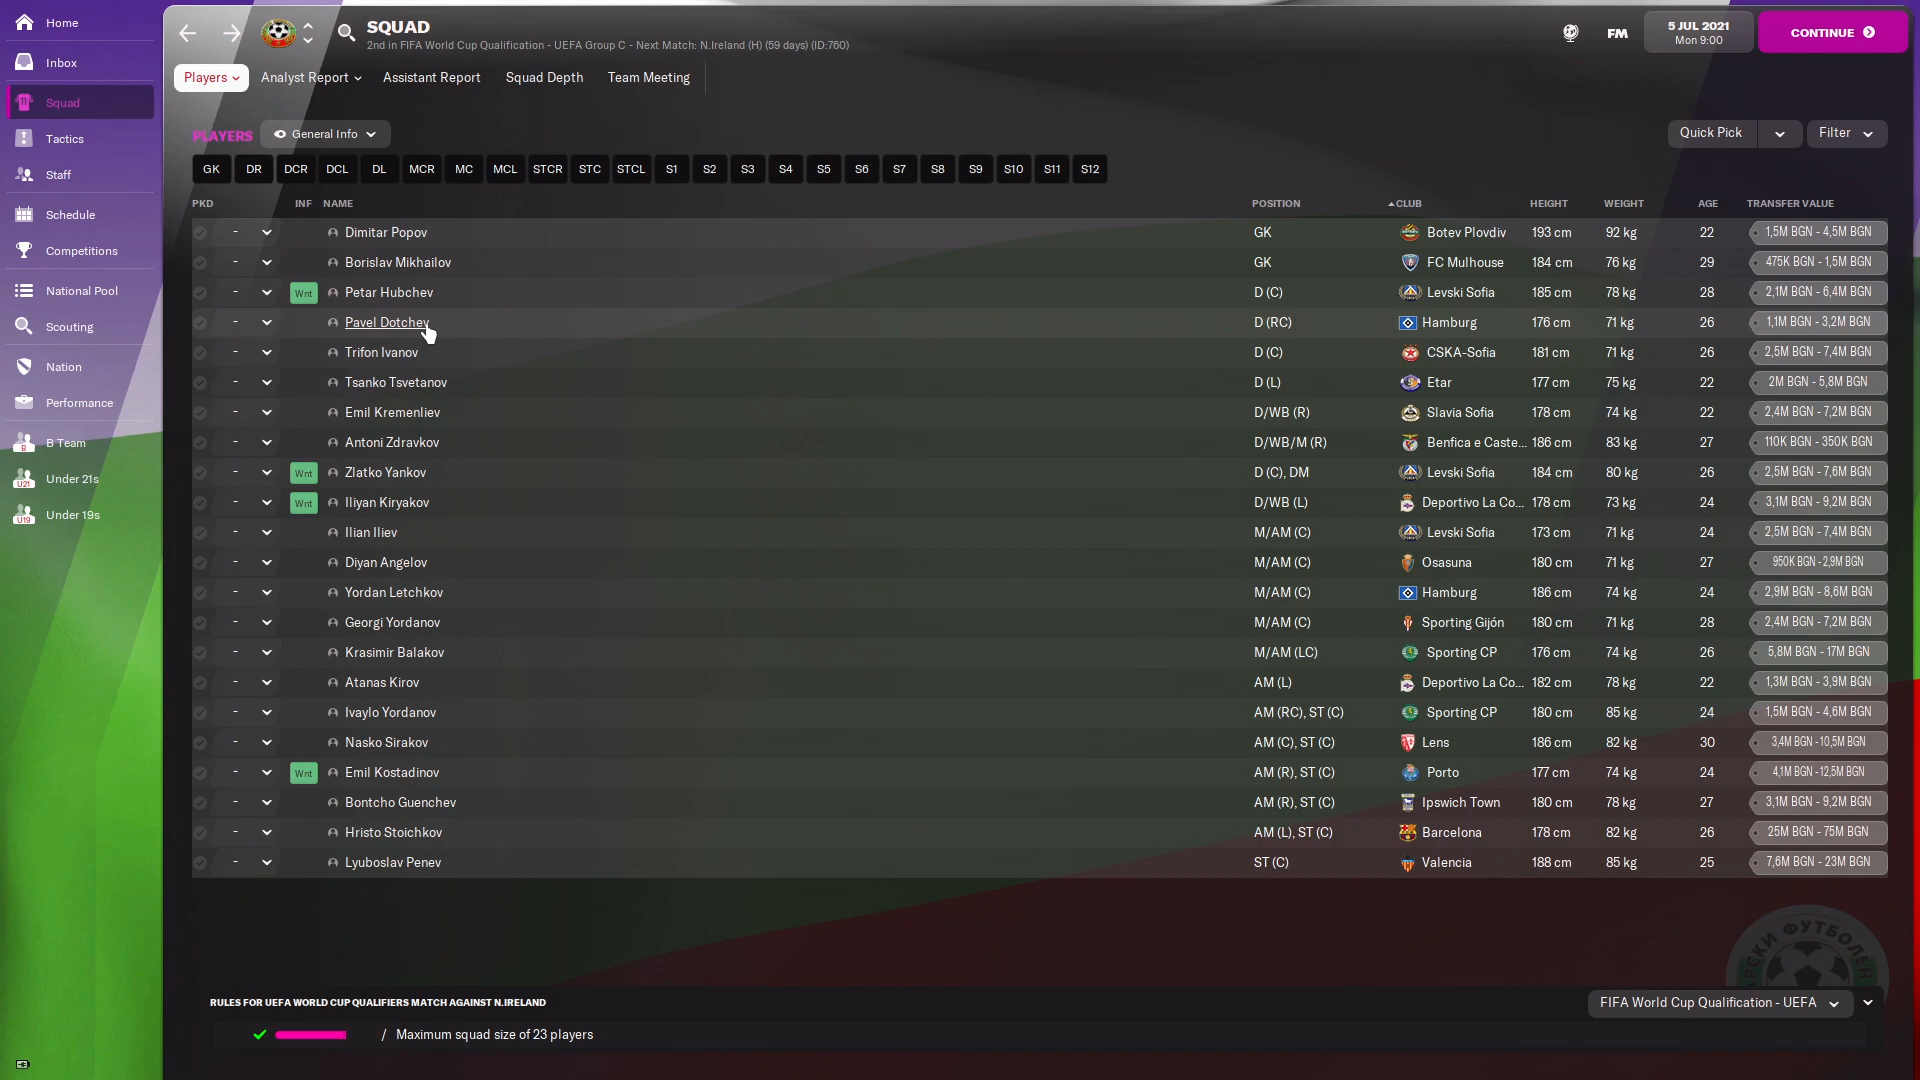 Home
Inbox
Squad
Tactics
Staff
Schedule
Competitions
National Pool
Scouting
Nation
Performance
B B Team
U21 Under 21s
U19 Under 19s
SQUAD
2nd in FIFA World Cup Qualification - UEFA Group C - Next Match: N.Ireland (H) (59 days) (ID:760)
FM
5 JUL 2021
Mon 9:00
CONTINUE
Players Analyst Report Assistant Report Squad Depth Team Meeting
PLAYERS General Info Quick Pick Filter
GK DR DCR DCL DL MCR MC MCL STCR STC STCL S1 S2 S3 S4 S5 S6 S7 S8 S9 S10 S11 S12
PKD INF NAME POSITION CLUB HEIGHT WEIGHT AGE TRANSFER VALUE
- Dimitar Popov GK Botev Plovdiv 193 cm 92 kg 22 1,5M BGN - 4,5M BGN
- Borislav Mikhailov GK FC Mulhouse 184 cm 76 kg 29 475K BGN - 1,5M BGN
- Wnt Petar Hubchev D (C) Levski Sofia 185 cm 78 kg 28 2,1M BGN - 6,4M BGN
- Pavel Dotchev D (RC) Hamburg 176 cm 71 kg 26 1,1M BGN - 3,2M BGN
- Trifon Ivanov D (C) CSKA-Sofia 181 cm 71 kg 26 2,5M BGN - 7,4M BGN
- Tsanko Tsvetanov D (L) Etar 177 cm 75 kg 22 2M BGN - 5,8M BGN
- Emil Kremenliev D/WB (R) Slavia Sofia 178 cm 74 kg 22 2,4M BGN - 7,2M BGN
- Antoni Zdravkov D/WB/M (R) Benfica e Caste... 186 cm 83 kg 27 110K BGN - 350K BGN
- Wnt Zlatko Yankov D (C), DM Levski Sofia 184 cm 80 kg 26 2,5M BGN - 7,6M BGN
- Wnt Iliyan Kiryakov D/WB (L) Deportivo La Co... 178 cm 73 kg 24 3,1M BGN - 9,2M BGN
- Ilian Iliev M/AM (C) Levski Sofia 173 cm 71 kg 24 2,5M BGN - 7,4M BGN
- Diyan Angelov M/AM (C) Osasuna 180 cm 71 kg 27 950K BGN - 2,9M BGN
- Yordan Letchkov M/AM (C) Hamburg 186 cm 74 kg 24 2,9M BGN - 8,6M BGN
- Georgi Yordanov M/AM (C) Sporting Gijón 180 cm 71 kg 28 2,4M BGN - 7,2M BGN
- Krasimir Balakov M/AM (LC) Sporting CP 176 cm 74 kg 26 5,8M BGN - 17M BGN
- Atanas Kirov AM (L) Deportivo La Co... 182 cm 78 kg 22 1,3M BGN - 3,9M BGN
- Ivaylo Yordanov AM (RC), ST (C) Sporting CP 180 cm 85 kg 24 1,5M BGN - 4,6M BGN
- Nasko Sirakov AM (C), ST (C) Lens 186 cm 82 kg 30 3,4M BGN - 10,5M BGN
- Wnt Emil Kostadinov AM (R), ST (C) Porto 177 cm 74 kg 24 4,1M BGN - 12,5M BGN
- Bontcho Guenchev AM (R), ST (C) Ipswich Town 180 cm 78 kg 27 3,1M BGN - 9,2M BGN
- Hristo Stoichkov AM (L), ST (C) Barcelona 178 cm 82 kg 26 25M BGN - 75M BGN
- Lyuboslav Penev ST (C) Valencia 188 cm 85 kg 25 7,6M BGN - 23M BGN
РСКИ ФУТБОЛЕН
RULES FOR UEFA WORLD CUP QUALIFIERS MATCH AGAINST N.IRELAND
FIFA World Cup Qualification - UEFA
/ Maximum squad size of 23 players